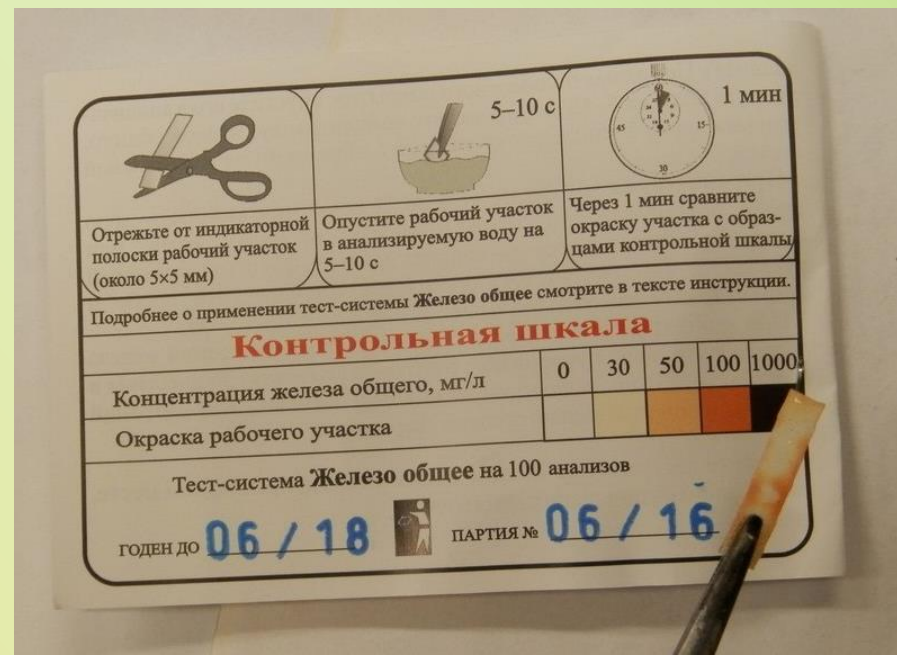 5–10 с
1 мин
45
15
30
Отрежьте от индикаторной
полоски рабочий участок
(около 5×5 мм)
Опустите рабочий участок
в анализируемую воду на
5–10 с
Через 1 мин сравните
окраску участка с образ-
цами контрольной шкалы
Подробнее о применении тест-системы Железо общее смотрите в тексте инструкции.
Контрольная шкала
Концентрация железа общего, мг/л 0 30 50 100 1000
Окраска рабочего участка
Тест-система Железо общее на 100 анализов
ГОДЕН ДО 06 / 18 ПАРТИЯ № 06 / 16